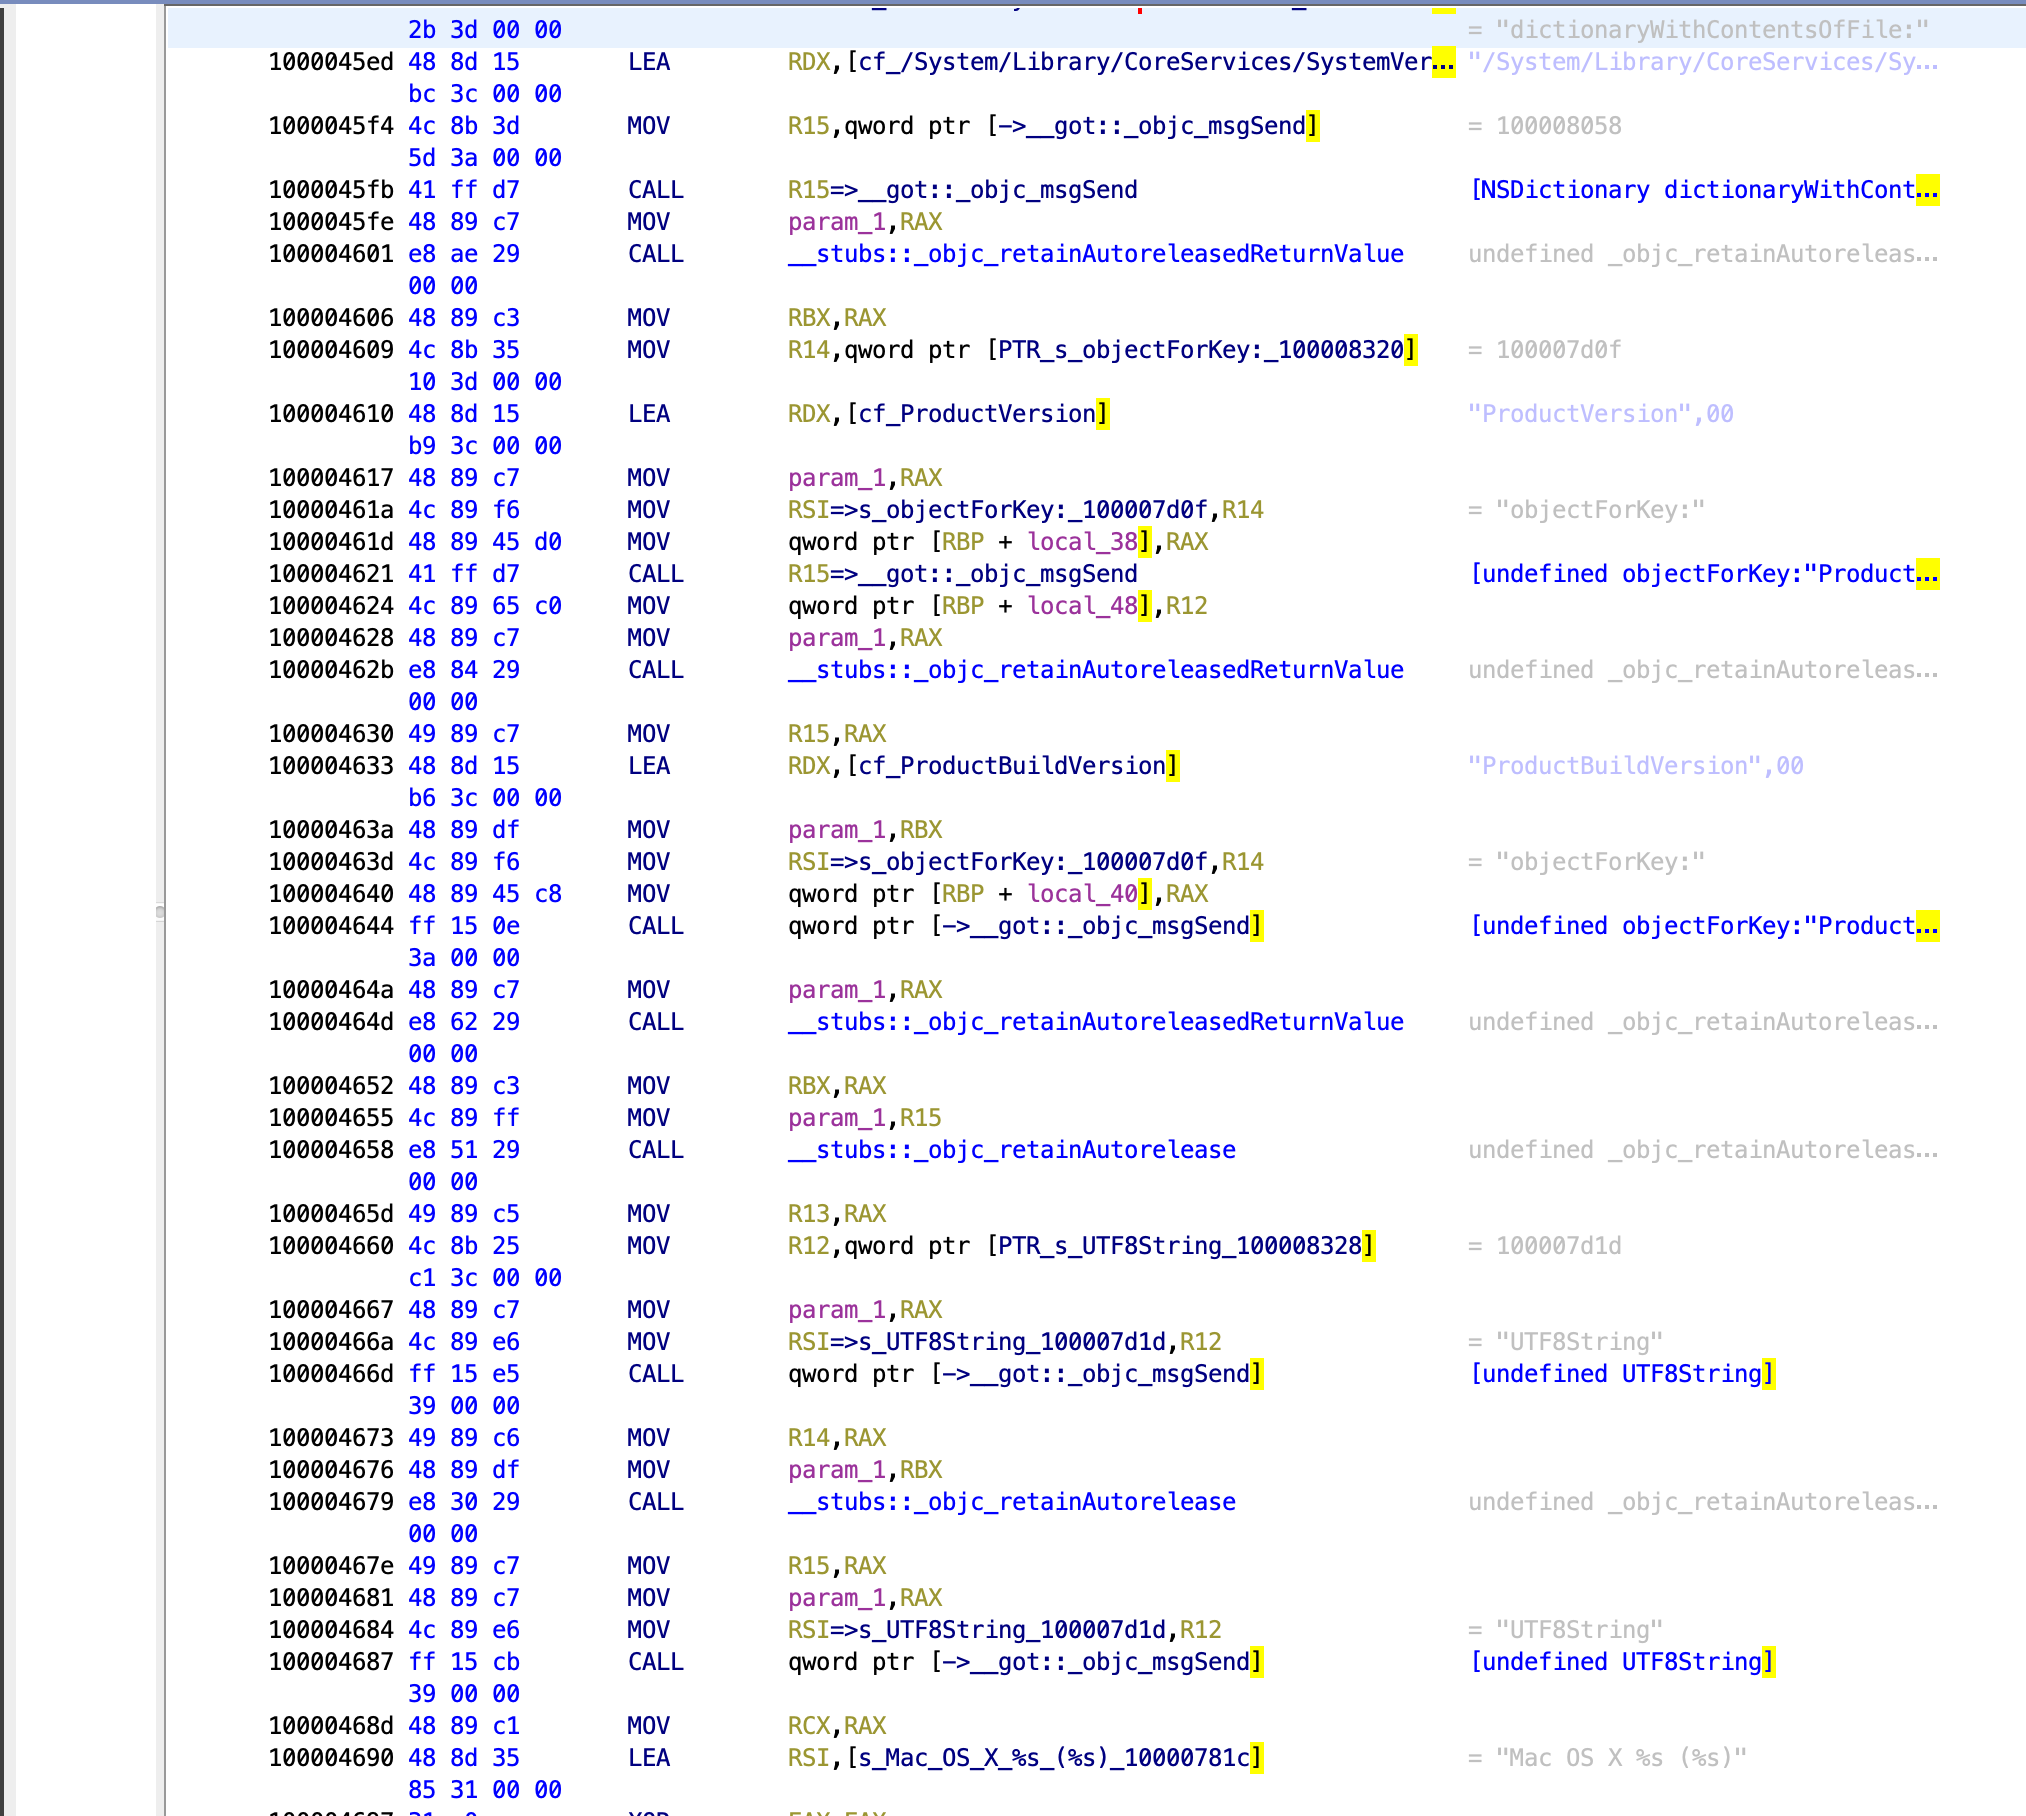 2b 3d 00 00 = "dictionaryWithContentsOfFile:"
1000045ed 48 8d 15 LEA RDX,[cf_/System/Library/CoreServices/SystemVer... "/System/Library/CoreServices/Sy...
bc 3c 00 00
1000045f4 4c 8b 3d MOV R15,qword ptr [->__got::_objc_msgSend] = 100008058
5d 3a 00 00
1000045fb 41 ff d7 CALL R15=>__got::_objc_msgSend [NSDictionary dictionaryWithCont...
1000045fe 48 89 c7 MOV param_1,RAX
100004601 e8 ae 29 CALL __stubs::_objc_retainAutoreleasedReturnValue undefined _objc_retainAutoreleas...
00 00
100004606 48 89 c3 MOV RBX,RAX
100004609 4c 8b 35 MOV R14,qword ptr [PTR_s_objectForKey:_100008320] = 100007d0f
10 3d 00 00
100004610 48 8d 15 LEA RDX,[cf_ProductVersion] "ProductVersion",00
b9 3c 00 00
100004617 48 89 c7 MOV param_1,RAX
10000461a 4c 89 f6 MOV RSI=>s_objectForKey:_100007d0f,R14 = "objectForKey:"
10000461d 48 89 45 d0 MOV qword ptr [RBP + local_38],RAX
100004621 41 ff d7 CALL R15=>__got::_objc_msgSend [undefined objectForKey:"Product...
100004624 4c 89 65 c0 MOV qword ptr [RBP + local_48],R12
100004628 48 89 c7 MOV param_1,RAX
10000462b e8 84 29 CALL __stubs::_objc_retainAutoreleasedReturnValue undefined _objc_retainAutoreleas...
00 00
100004630 49 89 c7 MOV R15,RAX
100004633 48 8d 15 LEA RDX,[cf_ProductBuildVersion] "ProductBuildVersion",00
b6 3c 00 00
10000463a 48 89 df MOV param_1,RBX
10000463d 4c 89 f6 MOV RSI=>s_objectForKey:_100007d0f,R14 = "objectForKey:"
100004640 48 89 45 c8 MOV qword ptr [RBP + local_40],RAX
100004644 ff 15 0e CALL qword ptr [->__got::_objc_msgSend] [undefined objectForKey:"Product...
3a 00 00
10000464a 48 89 c7 MOV param_1,RAX
10000464d e8 62 29 CALL __stubs::_objc_retainAutoreleasedReturnValue undefined _objc_retainAutoreleas...
00 00
100004652 48 89 c3 MOV RBX,RAX
100004655 4c 89 ff MOV param_1,R15
100004658 e8 51 29 CALL __stubs::_objc_retainAutorelease undefined _objc_retainAutoreleas...
00 00
10000465d 49 89 c5 MOV R13,RAX
100004660 4c 8b 25 MOV R12,qword ptr [PTR_s_UTF8String_100008328] = 100007d1d
c1 3c 00 00
100004667 48 89 c7 MOV param_1,RAX
10000466a 4c 89 e6 MOV RSI=>s_UTF8String_100007d1d,R12 = "UTF8String"
10000466d ff 15 e5 CALL qword ptr [->__got::_objc_msgSend] [undefined UTF8String]
39 00 00
100004673 49 89 c6 MOV R14,RAX
100004676 48 89 df MOV param_1,RBX
100004679 e8 30 29 CALL __stubs::_objc_retainAutorelease undefined _objc_retainAutoreleas...
00 00
10000467e 49 89 c7 MOV R15,RAX
100004681 48 89 c7 MOV param_1,RAX
100004684 4c 89 e6 MOV RSI=>s_UTF8String_100007d1d,R12 = "UTF8String"
100004687 ff 15 cb CALL qword ptr [->__got::_objc_msgSend] [undefined UTF8String]
39 00 00
10000468d 48 89 c1 MOV RCX,RAX
100004690 48 8d 35 LEA RSI,[s_Mac_OS_X_%s_(%s)_10000781c] = "Mac OS X %s (%s)"
85 31 00 00